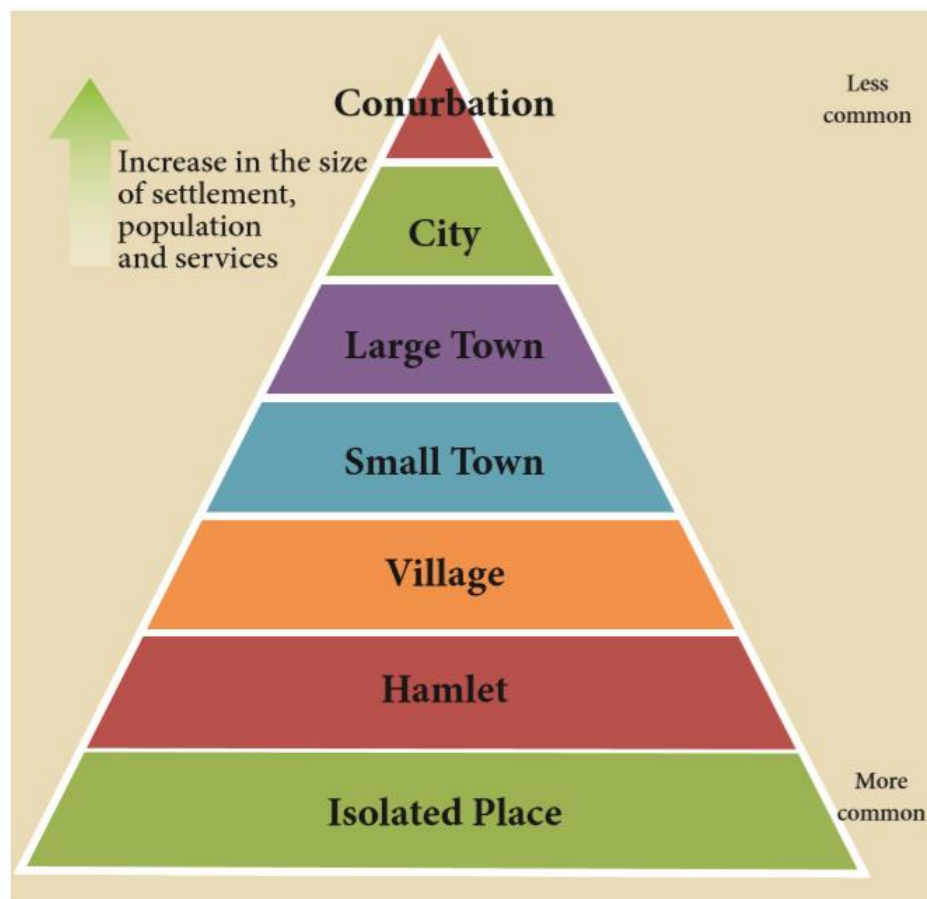 Conurbation
Less
common
Increase in the size
of settlement,
population
and services
City
Large Town
Small Town
Village
Hamlet
More
common
Isolated Place